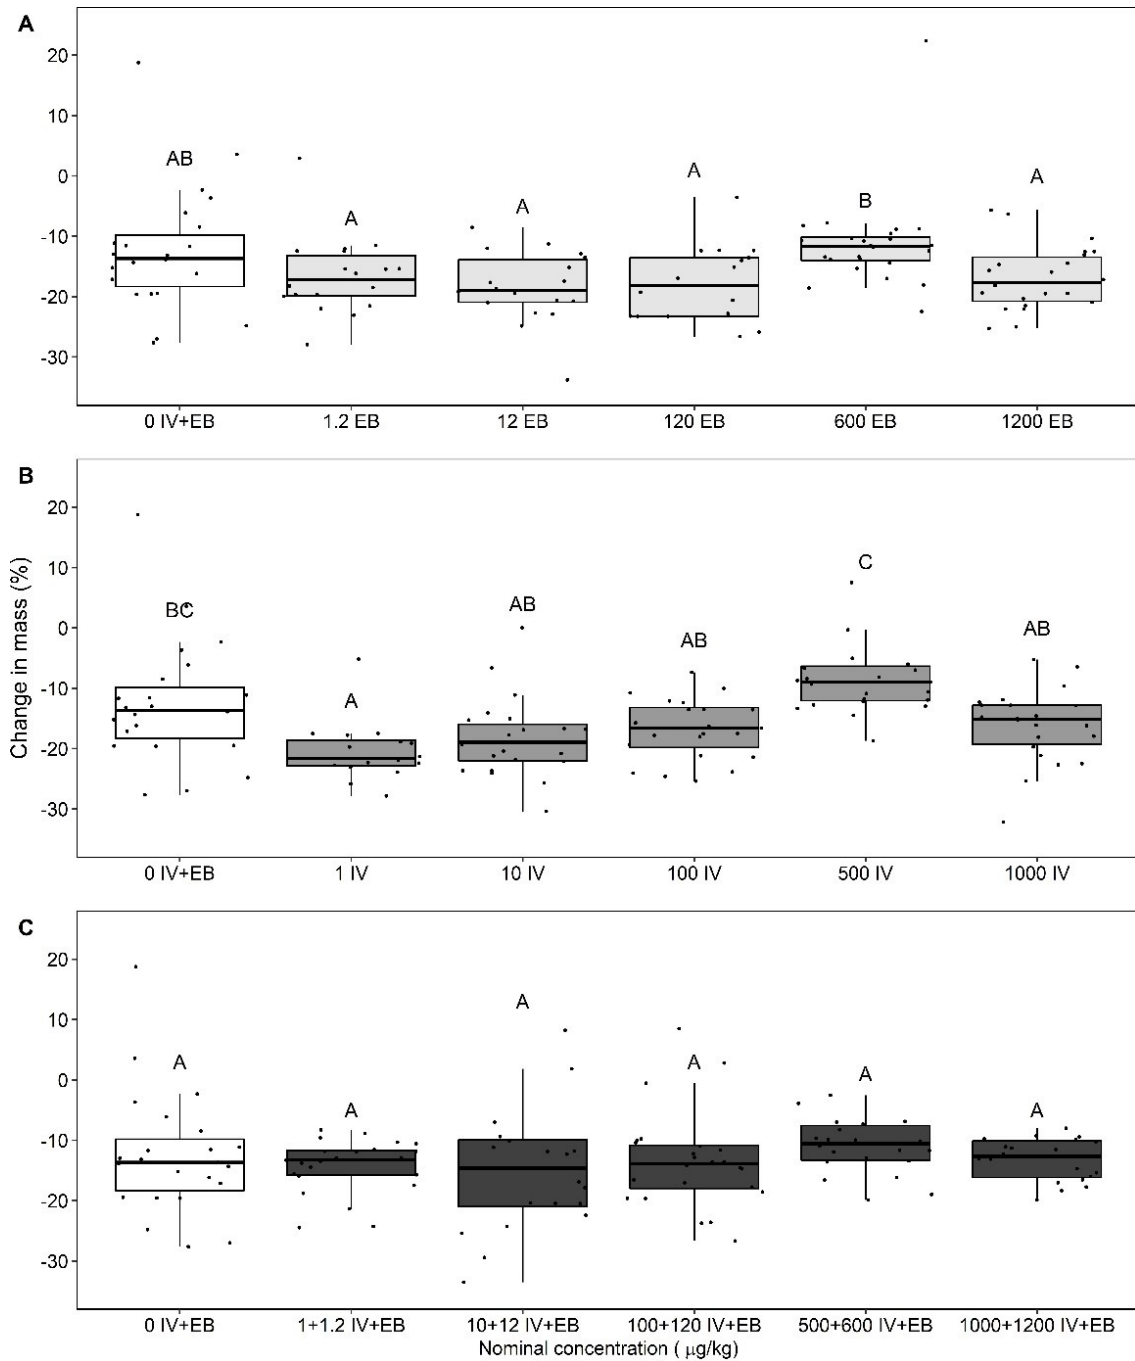 A
20
10
0
-10
-20
-30
AB
A
A
A
B
A
0 IV+EB 1.2 EB 12 EB 120 EB 600 EB 1200 EB
B
20
10
0
-10
-20
-30
BC
A
AB
AB
C
AB
0 IV+EB 1 IV 10 IV 100 IV 500 IV 1000 IV
Change in mass (%)
C
20
10
0
-10
-20
-30
A
A
A
A
A
A
0 IV+EB 1+1.2 IV+EB 10+12 IV+EB 100+120 IV+EB 500+600 IV+EB 1000+1200 IV+EB
Nominal concentration ( μg/kg)